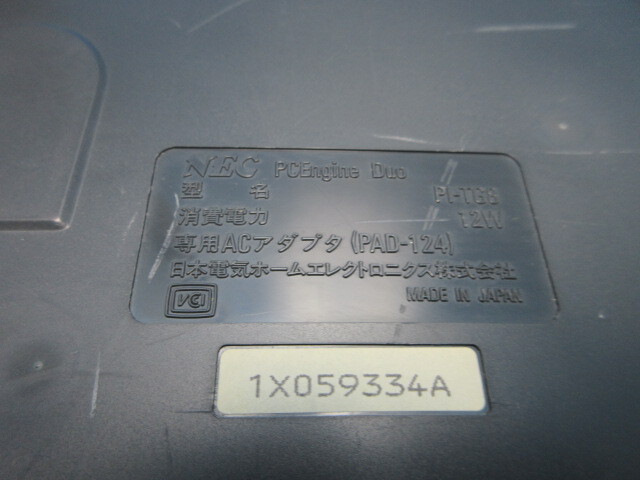 NEC PCEngine Duo
型 名 PI-TG8
消費電力 12W
専用ACアダプタ(PAD-124)
日本電気ホームエレクトロニクス株式会社
VCI MADE IN JAPAN
1X059334A